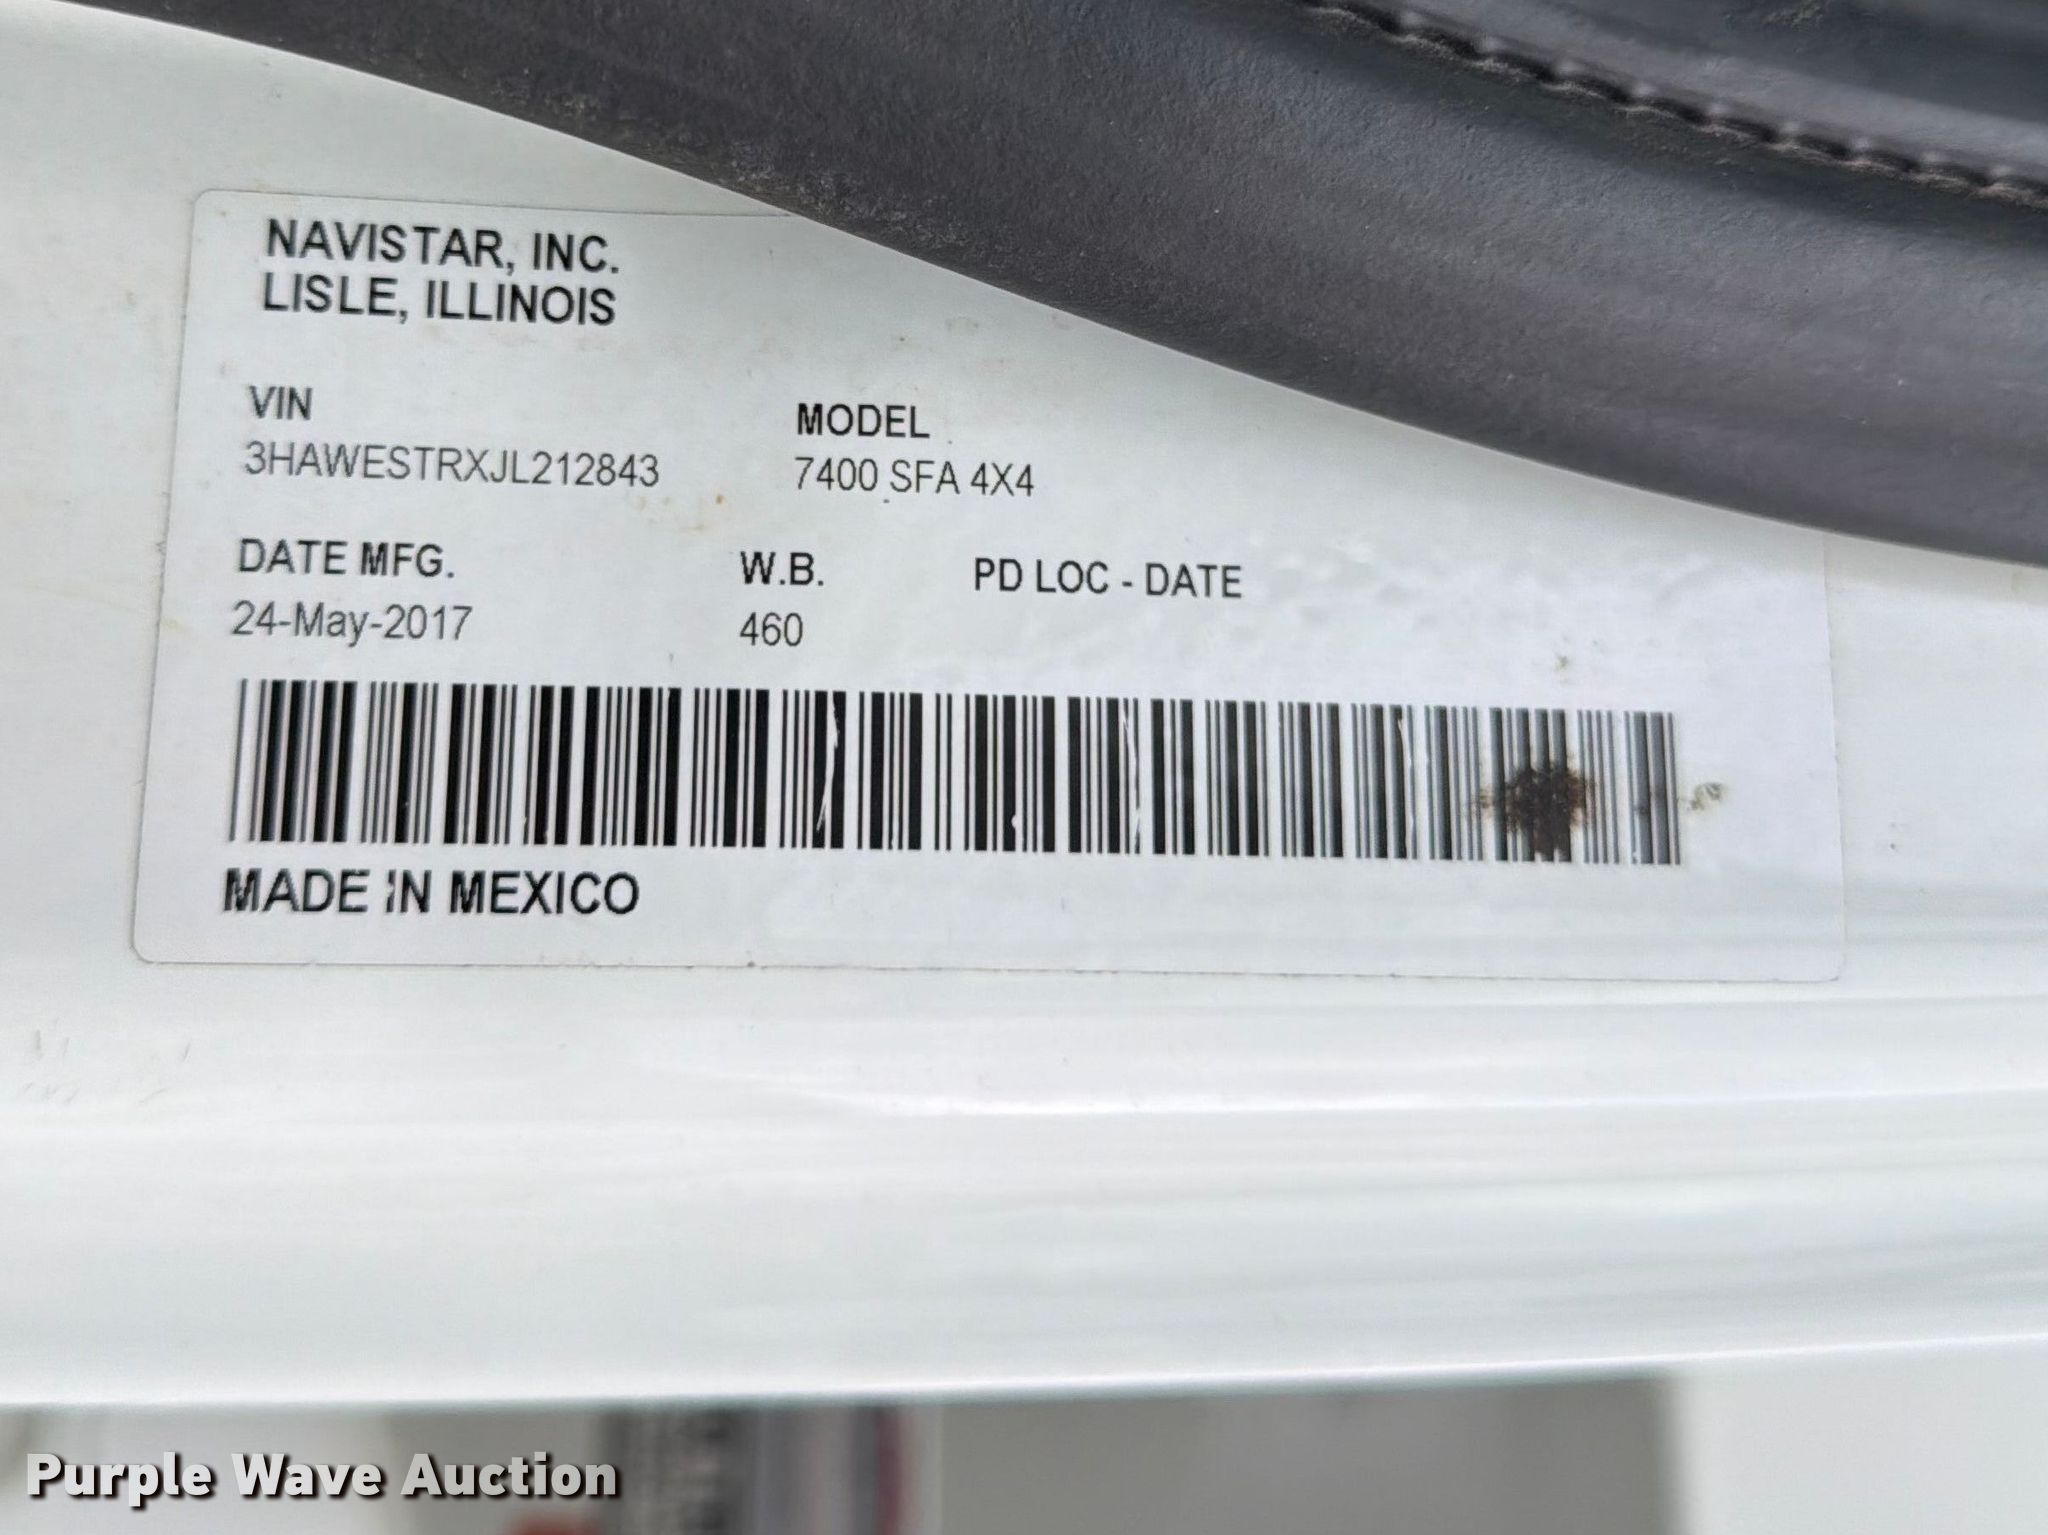 NAVISTAR, INC.
LISLE, ILLINOIS
VIN
3HAWESTRXJL212843
MODEL
7400 SFA 4X4
DATE MFG.
24-May-2017
W.B.
460
PD LOC - DATE
MADE IN MEXICO
Purple Wave Auction